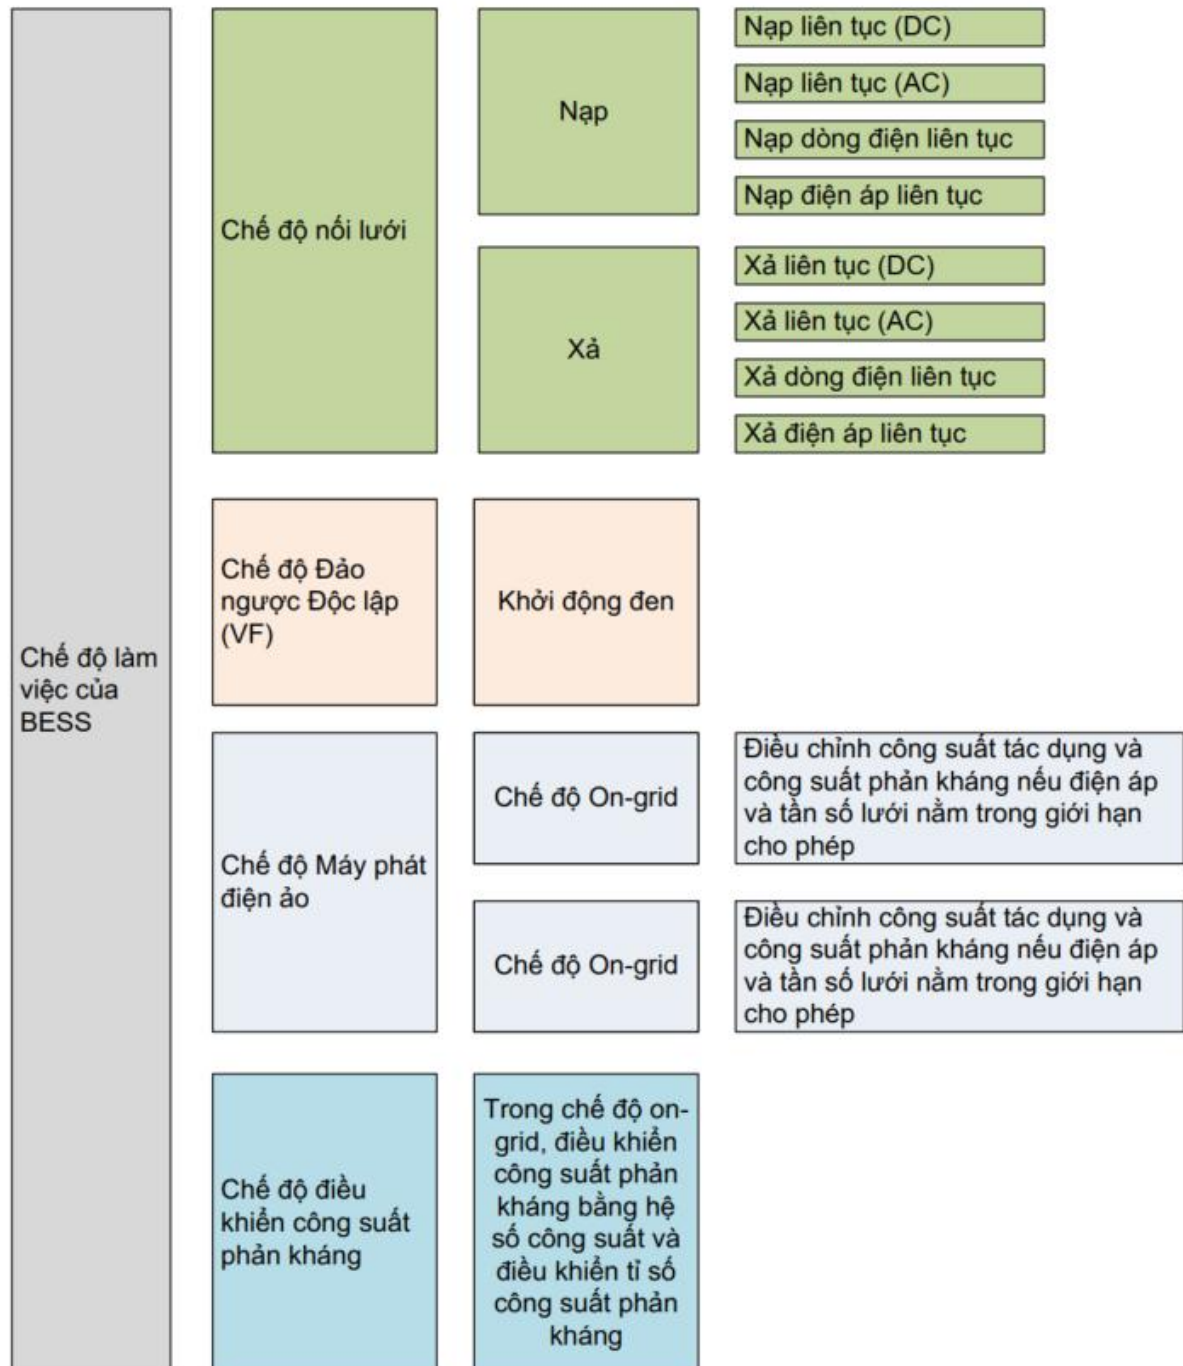 Chế độ làm
việc của
BESS
Chế độ nối lưới
Nạp
Nạp liên tục (DC)
Nạp liên tục (AC)
Nạp dòng điện liên tục
Nạp điện áp liên tục
Xả
Xả liên tục (DC)
Xả liên tục (AC)
Xả dòng điện liên tục
Xả điện áp liên tục
Chế độ Đảo
ngược Độc lập
(VF)
Khởi động đen
Chế độ Máy phát
điện ảo
Chế độ On-grid
Điều chỉnh công suất tác dụng và
công suất phản kháng nếu điện áp
và tần số lưới nằm trong giới hạn
cho phép
Chế độ On-grid
Điều chỉnh công suất tác dụng và
công suất phản kháng nếu điện áp
và tần số lưới nằm trong giới hạn
cho phép
Chế độ điều
khiển công suất
phản kháng
Trong chế độ on-
grid, điều khiển
công suất phản
kháng bằng hệ
số công suất và
điều khiển tỉ số
công suất phản
kháng